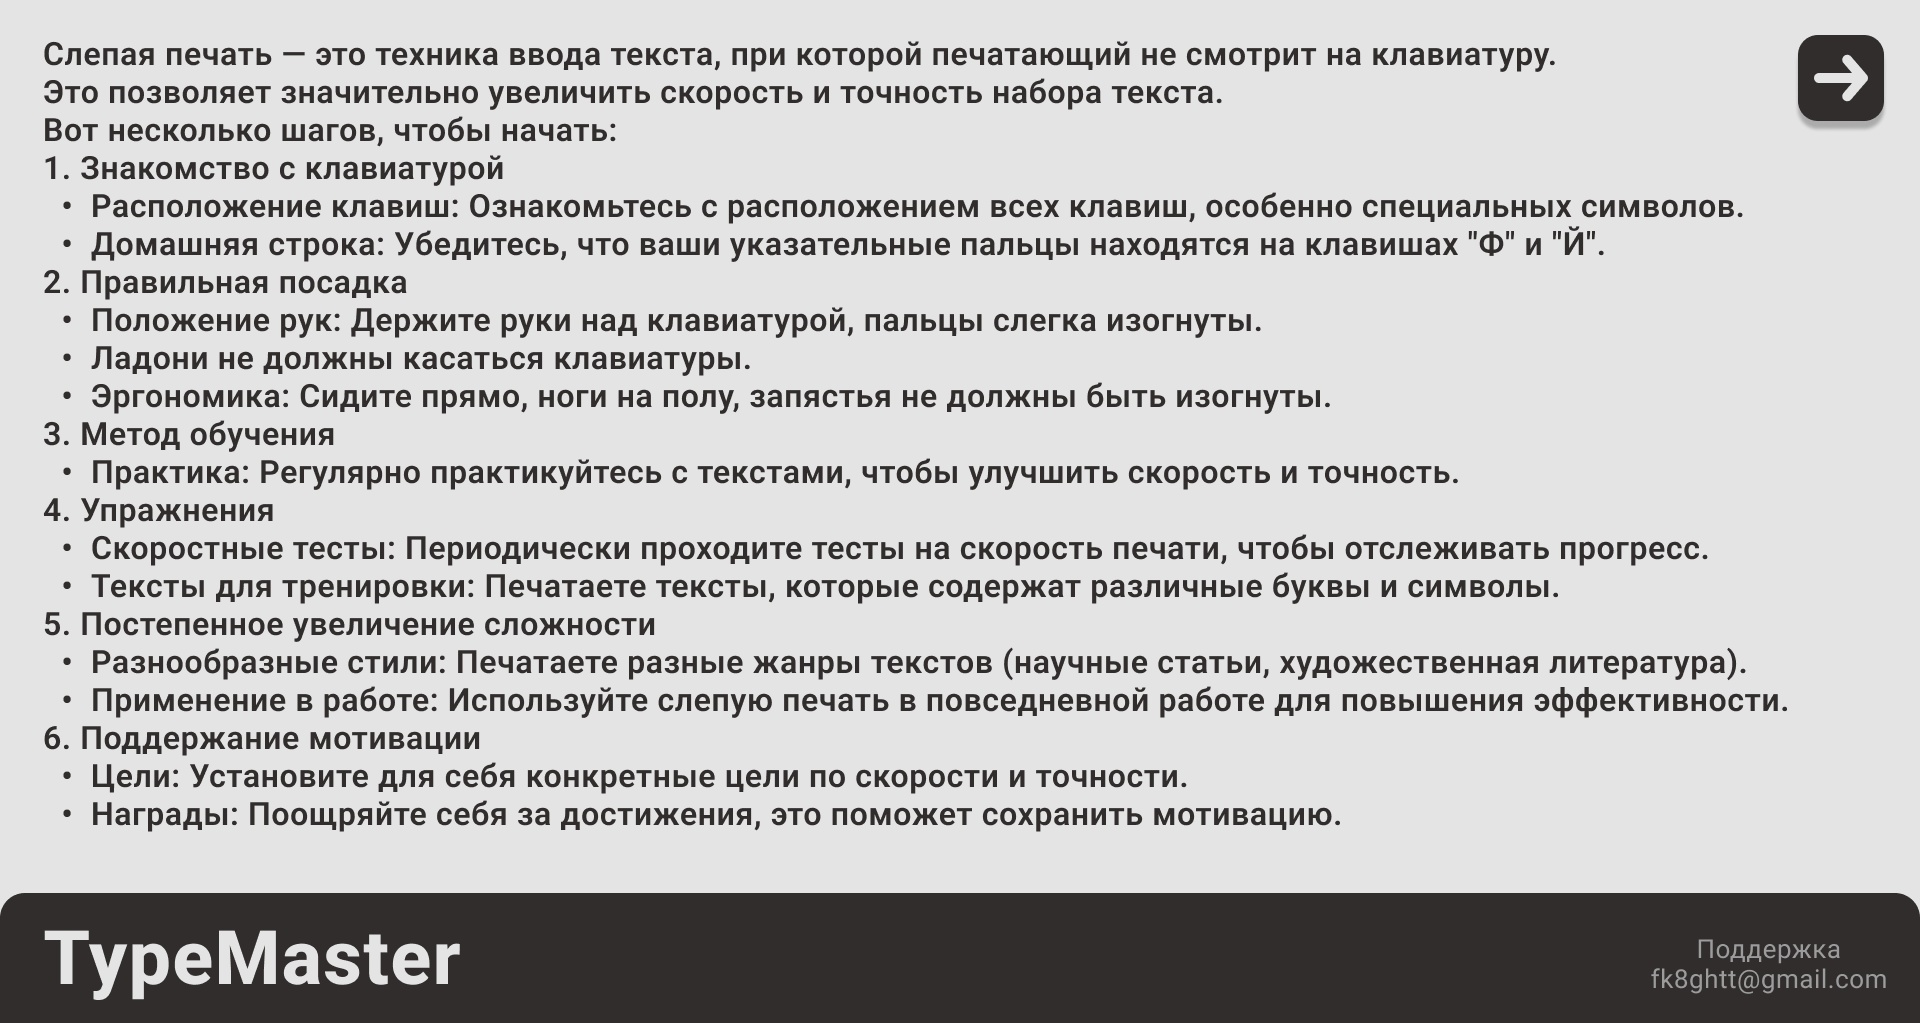 Слепая печать — это техника ввода текста, при которой печатающий не смотрит на клавиатуру.
Это позволяет значительно увеличить скорость и точность набора текста.
Вот несколько шагов, чтобы начать:
1. Знакомство с клавиатурой
• Расположение клавиш: Ознакомьтесь с расположением всех клавиш, особенно специальных символов.
• Домашняя строка: Убедитесь, что ваши указательные пальцы находятся на клавишах "Ф" и "Й".
2. Правильная посадка
• Положение рук: Держите руки над клавиатурой, пальцы слегка изогнуты.
• Ладони не должны касаться клавиатуры.
• Эргономика: Сидите прямо, ноги на полу, запястья не должны быть изогнуты.
3. Метод обучения
• Практика: Регулярно практикуйтесь с текстами, чтобы улучшить скорость и точность.
4. Упражнения
• Скоростные тесты: Периодически проходите тесты на скорость печати, чтобы отслеживать прогресс.
• Тексты для тренировки: Печатаете тексты, которые содержат различные буквы и символы.
5. Постепенное увеличение сложности
• Разнообразные стили: Печатаете разные жанры текстов (научные статьи, художественная литература).
• Применение в работе: Используйте слепую печать в повседневной работе для повышения эффективности.
6. Поддержание мотивации
• Цели: Установите для себя конкретные цели по скорости и точности.
• Награды: Поощряйте себя за достижения, это поможет сохранить мотивацию.
TypeMaster
Поддержка
fk8ghtt@gmail.com